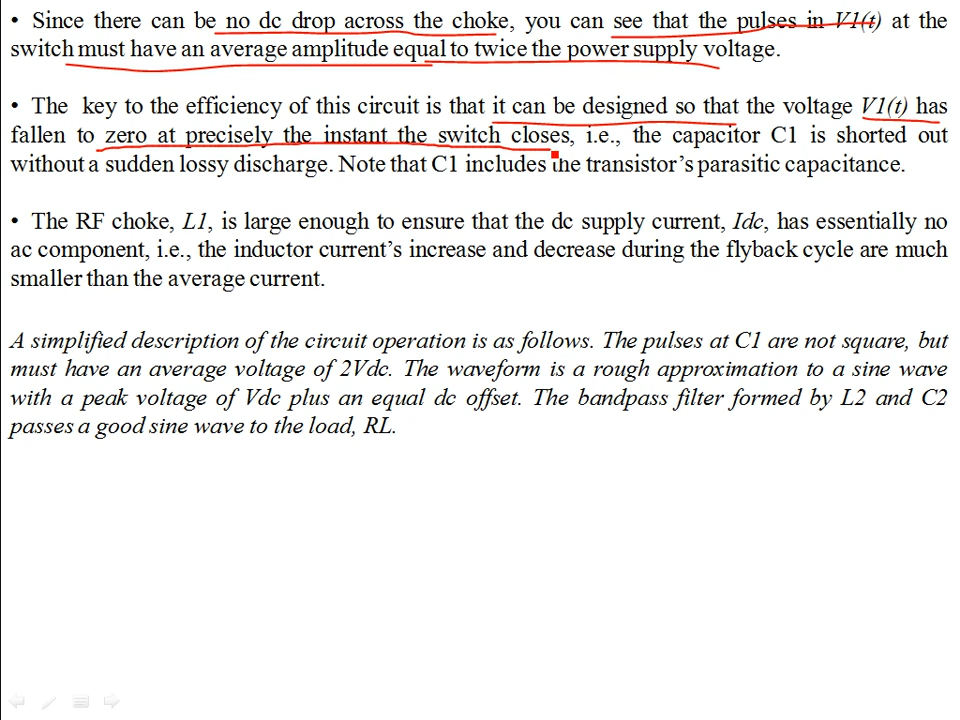 • Since there can be no dc drop across the choke, you can see that the pulses in V1(t) at the
switch must have an average amplitude equal to twice the power supply voltage.
• The key to the efficiency of this circuit is that it can be designed so that the voltage V1(t) has
fallen to zero at precisely the instant the switch closes, i.e., the capacitor C1 is shorted out
without a sudden lossy discharge. Note that C1 includes the transistor's parasitic capacitance.
• The RF choke, L1, is large enough to ensure that the dc supply current, Idc, has essentially no
ac component, i.e., the inductor current's increase and decrease during the flyback cycle are much
smaller than the average current.
A simplified description of the circuit operation is as follows. The pulses at C1 are not square, but
must have an average voltage of 2Vdc. The waveform is a rough approximation to a sine wave
with a peak voltage of Vdc plus an equal dc offset. The bandpass filter formed by L2 and C2
passes a good sine wave to the load, RL.